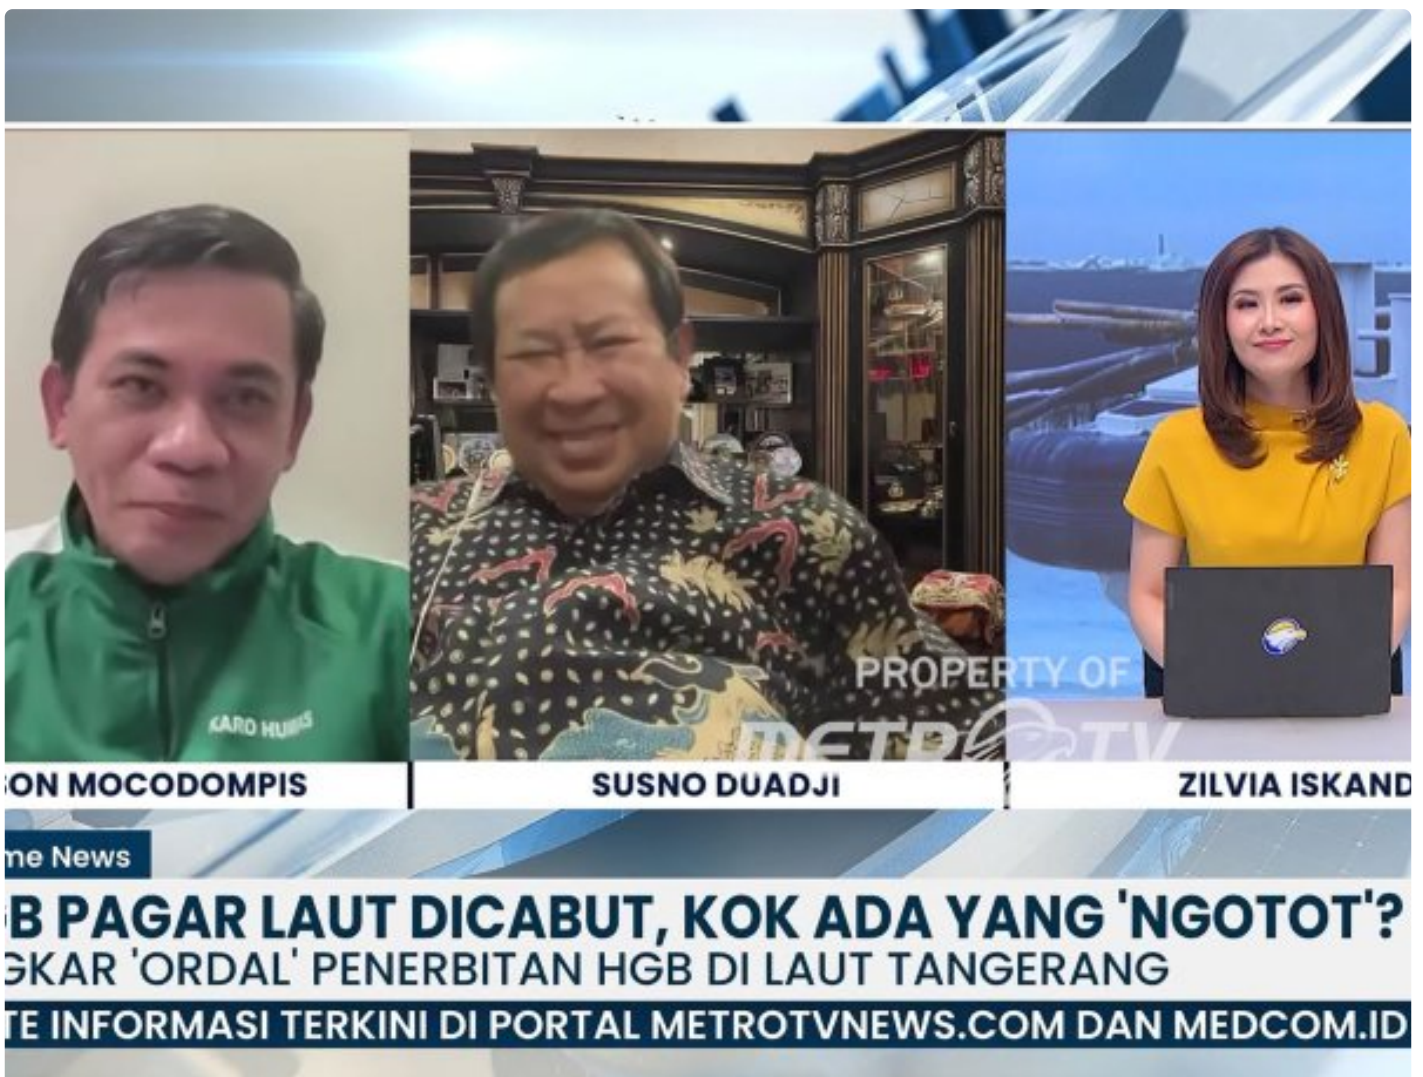 KARO HUMAS
PROPERTY OF
METRO TV
SON MOCODOMPIS
SUSNO DUADJI
ZILVIA ISKAND
me News
GB PAGAR LAUT DICABUT, KOK ADA YANG 'NGOTOT'?
GKAR 'ORDAL' PENERBITAN HGB DI LAUT TANGERANG
TE INFORMASI TERKINI DI PORTAL METROTVNEWS.COM DAN MEDCOM.ID